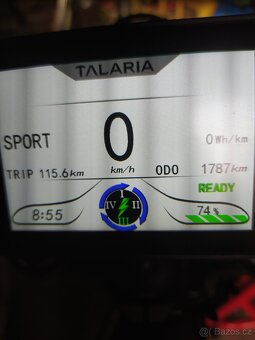 TALARIA
SPORT
0
0Wh/km
TRIP 115.6km
km/h
ODO 1787km
READY
I
IV II
III
8:55
74%
Bazoš.cz